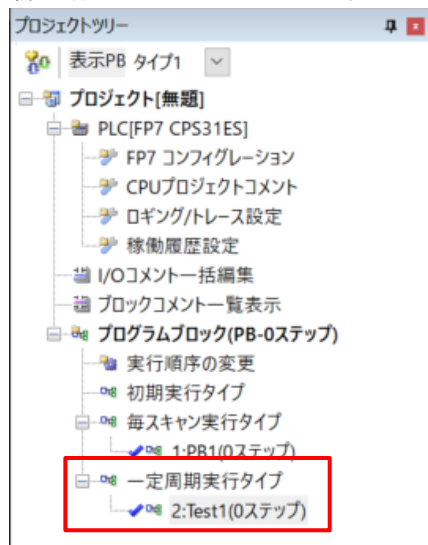 プロジェクトツリー
表示PB タイプ1
プロジェクト[無題]
PLC[FP7 CPS31ES]
FP7 コンフィグレーション
CPUプロジェクトコメント
ロギング/トレース設定
稼働履歴設定
I/Oコメント一括編集
ブロックコメント一覧表示
プログラムブロック(PB-0ステップ)
実行順序の変更
初期実行タイプ
毎スキャン実行タイプ
1:PB1(0ステップ)
一定周期実行タイプ
2:Test1(0ステップ)